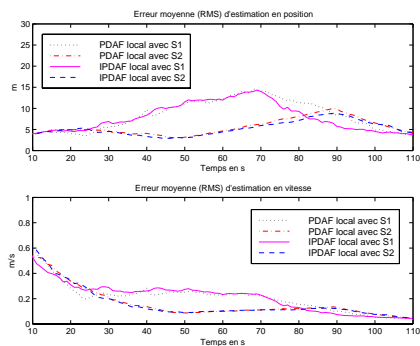 Erreur moyenne (RMS) d'estimation en position
30
25
20
15
10
5
0
m
PDAF local avec S1
PDAF local avec S2
IPDAF local avec S1
IPDAF local avec S2
10 20 30 40 50 60 70 80 90 100 110
Temps en s
Erreur moyenne (RMS) d'estimation en vitesse
1
0.8
0.6
0.4
0.2
0
m/s
PDAF local avec S1
PDAF local avec S2
IPDAF local avec S1
IPDAF local avec S2
10 20 30 40 50 60 70 80 90 100 110
Temps en s